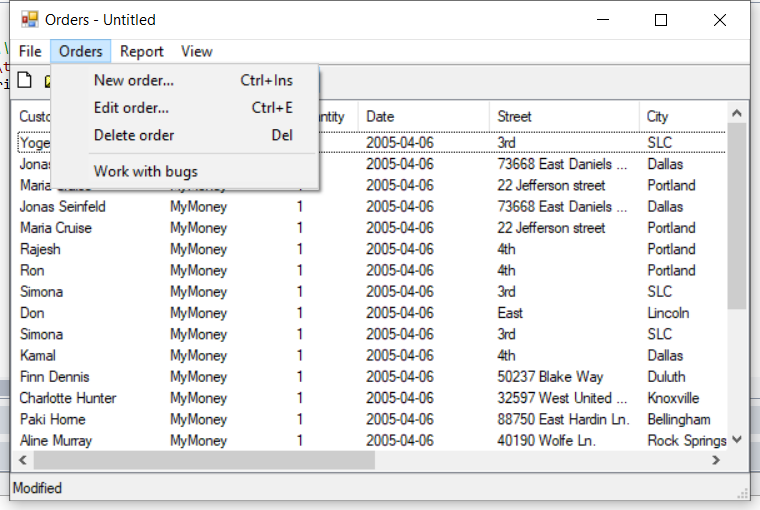 Orders - Untitled
File Orders Report View
New order... Ctrl+Ins
Edit order... Ctrl+E
Delete order Del
Work with bugs
Custo ntity Date Street City
Yoge 2005-04-06 3rd SLC
Jonas 2005-04-06 73668 East Daniels ... Dallas
Maria Cruise MyMoney 1 2005-04-06 22 Jefferson street Portland
Jonas Seinfeld MyMoney 1 2005-04-06 73668 East Daniels ... Dallas
Maria Cruise MyMoney 1 2005-04-06 22 Jefferson street Portland
Rajesh MyMoney 1 2005-04-06 4th Portland
Ron MyMoney 1 2005-04-06 4th Portland
Simona MyMoney 1 2005-04-06 3rd SLC
Don MyMoney 1 2005-04-06 East Lincoln
Simona MyMoney 1 2005-04-06 3rd SLC
Kamal MyMoney 1 2005-04-06 4th Dallas
Finn Dennis MyMoney 1 2005-04-06 50237 Blake Way Duluth
Charlotte Hunter MyMoney 1 2005-04-06 32597 West United ... Knoxville
Paki Horne MyMoney 1 2005-04-06 88750 East Hardin Ln. Bellingham
Aline Murray MyMoney 1 2005-04-06 40190 Wolfe Ln. Rock Springs
Modified